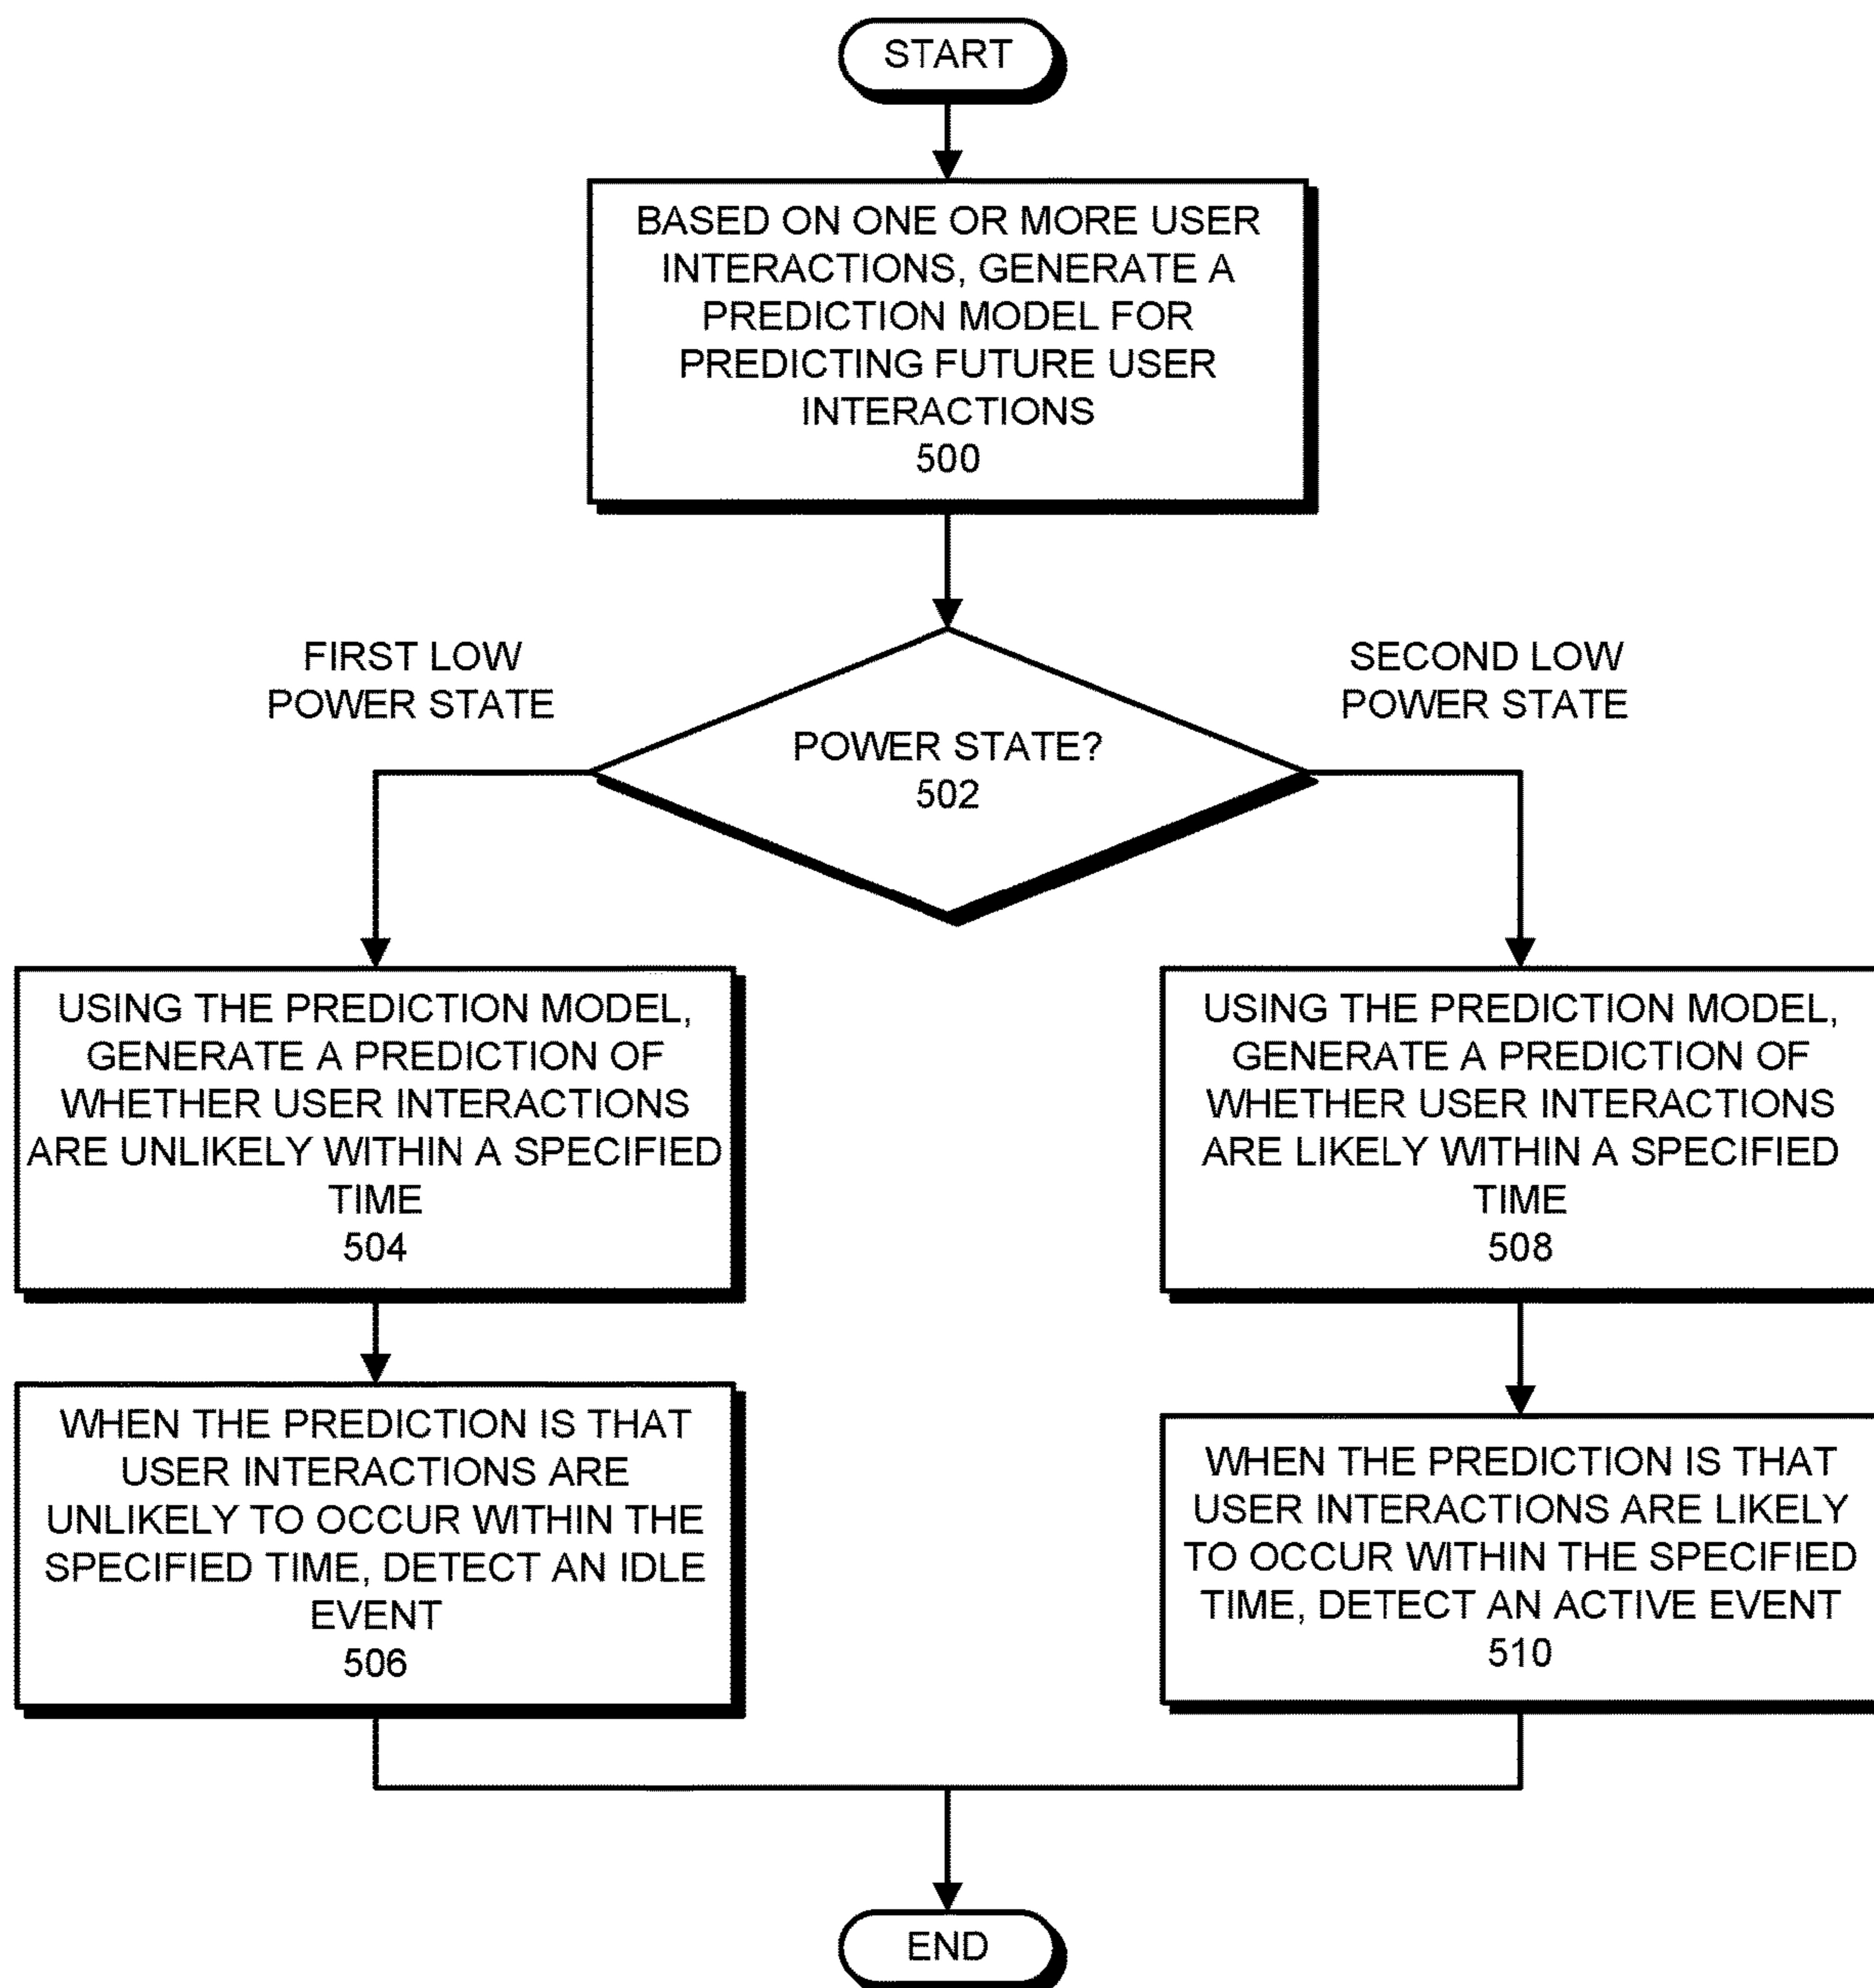 START
BASED ON ONE OR MORE USER
INTERACTIONS, GENERATE A
PREDICTION MODEL FOR
PREDICTING FUTURE USER
INTERACTIONS
500
FIRST LOW
POWER STATE
POWER STATE?
502
SECOND LOW
POWER STATE
USING THE PREDICTION MODEL,
GENERATE A PREDICTION OF
WHETHER USER INTERACTIONS
ARE UNLIKELY WITHIN A SPECIFIED
TIME
504
WHEN THE PREDICTION IS THAT
USER INTERACTIONS ARE
UNLIKELY TO OCCUR WITHIN THE
SPECIFIED TIME, DETECT AN IDLE
EVENT
506
USING THE PREDICTION MODEL,
GENERATE A PREDICTION OF
WHETHER USER INTERACTIONS
ARE LIKELY WITHIN A SPECIFIED
TIME
508
WHEN THE PREDICTION IS THAT
USER INTERACTIONS ARE LIKELY
TO OCCUR WITHIN THE SPECIFIED
TIME, DETECT AN ACTIVE EVENT
510
END